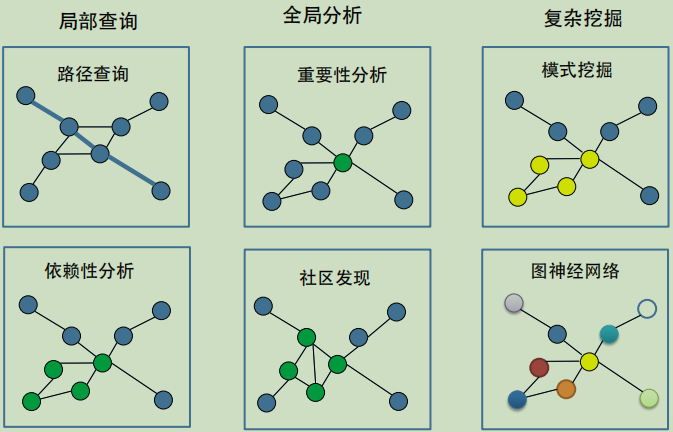 局部查询
全局分析
复杂挖掘
路径查询
重要性分析
模式挖掘
依赖性分析
社区发现
图神经网络